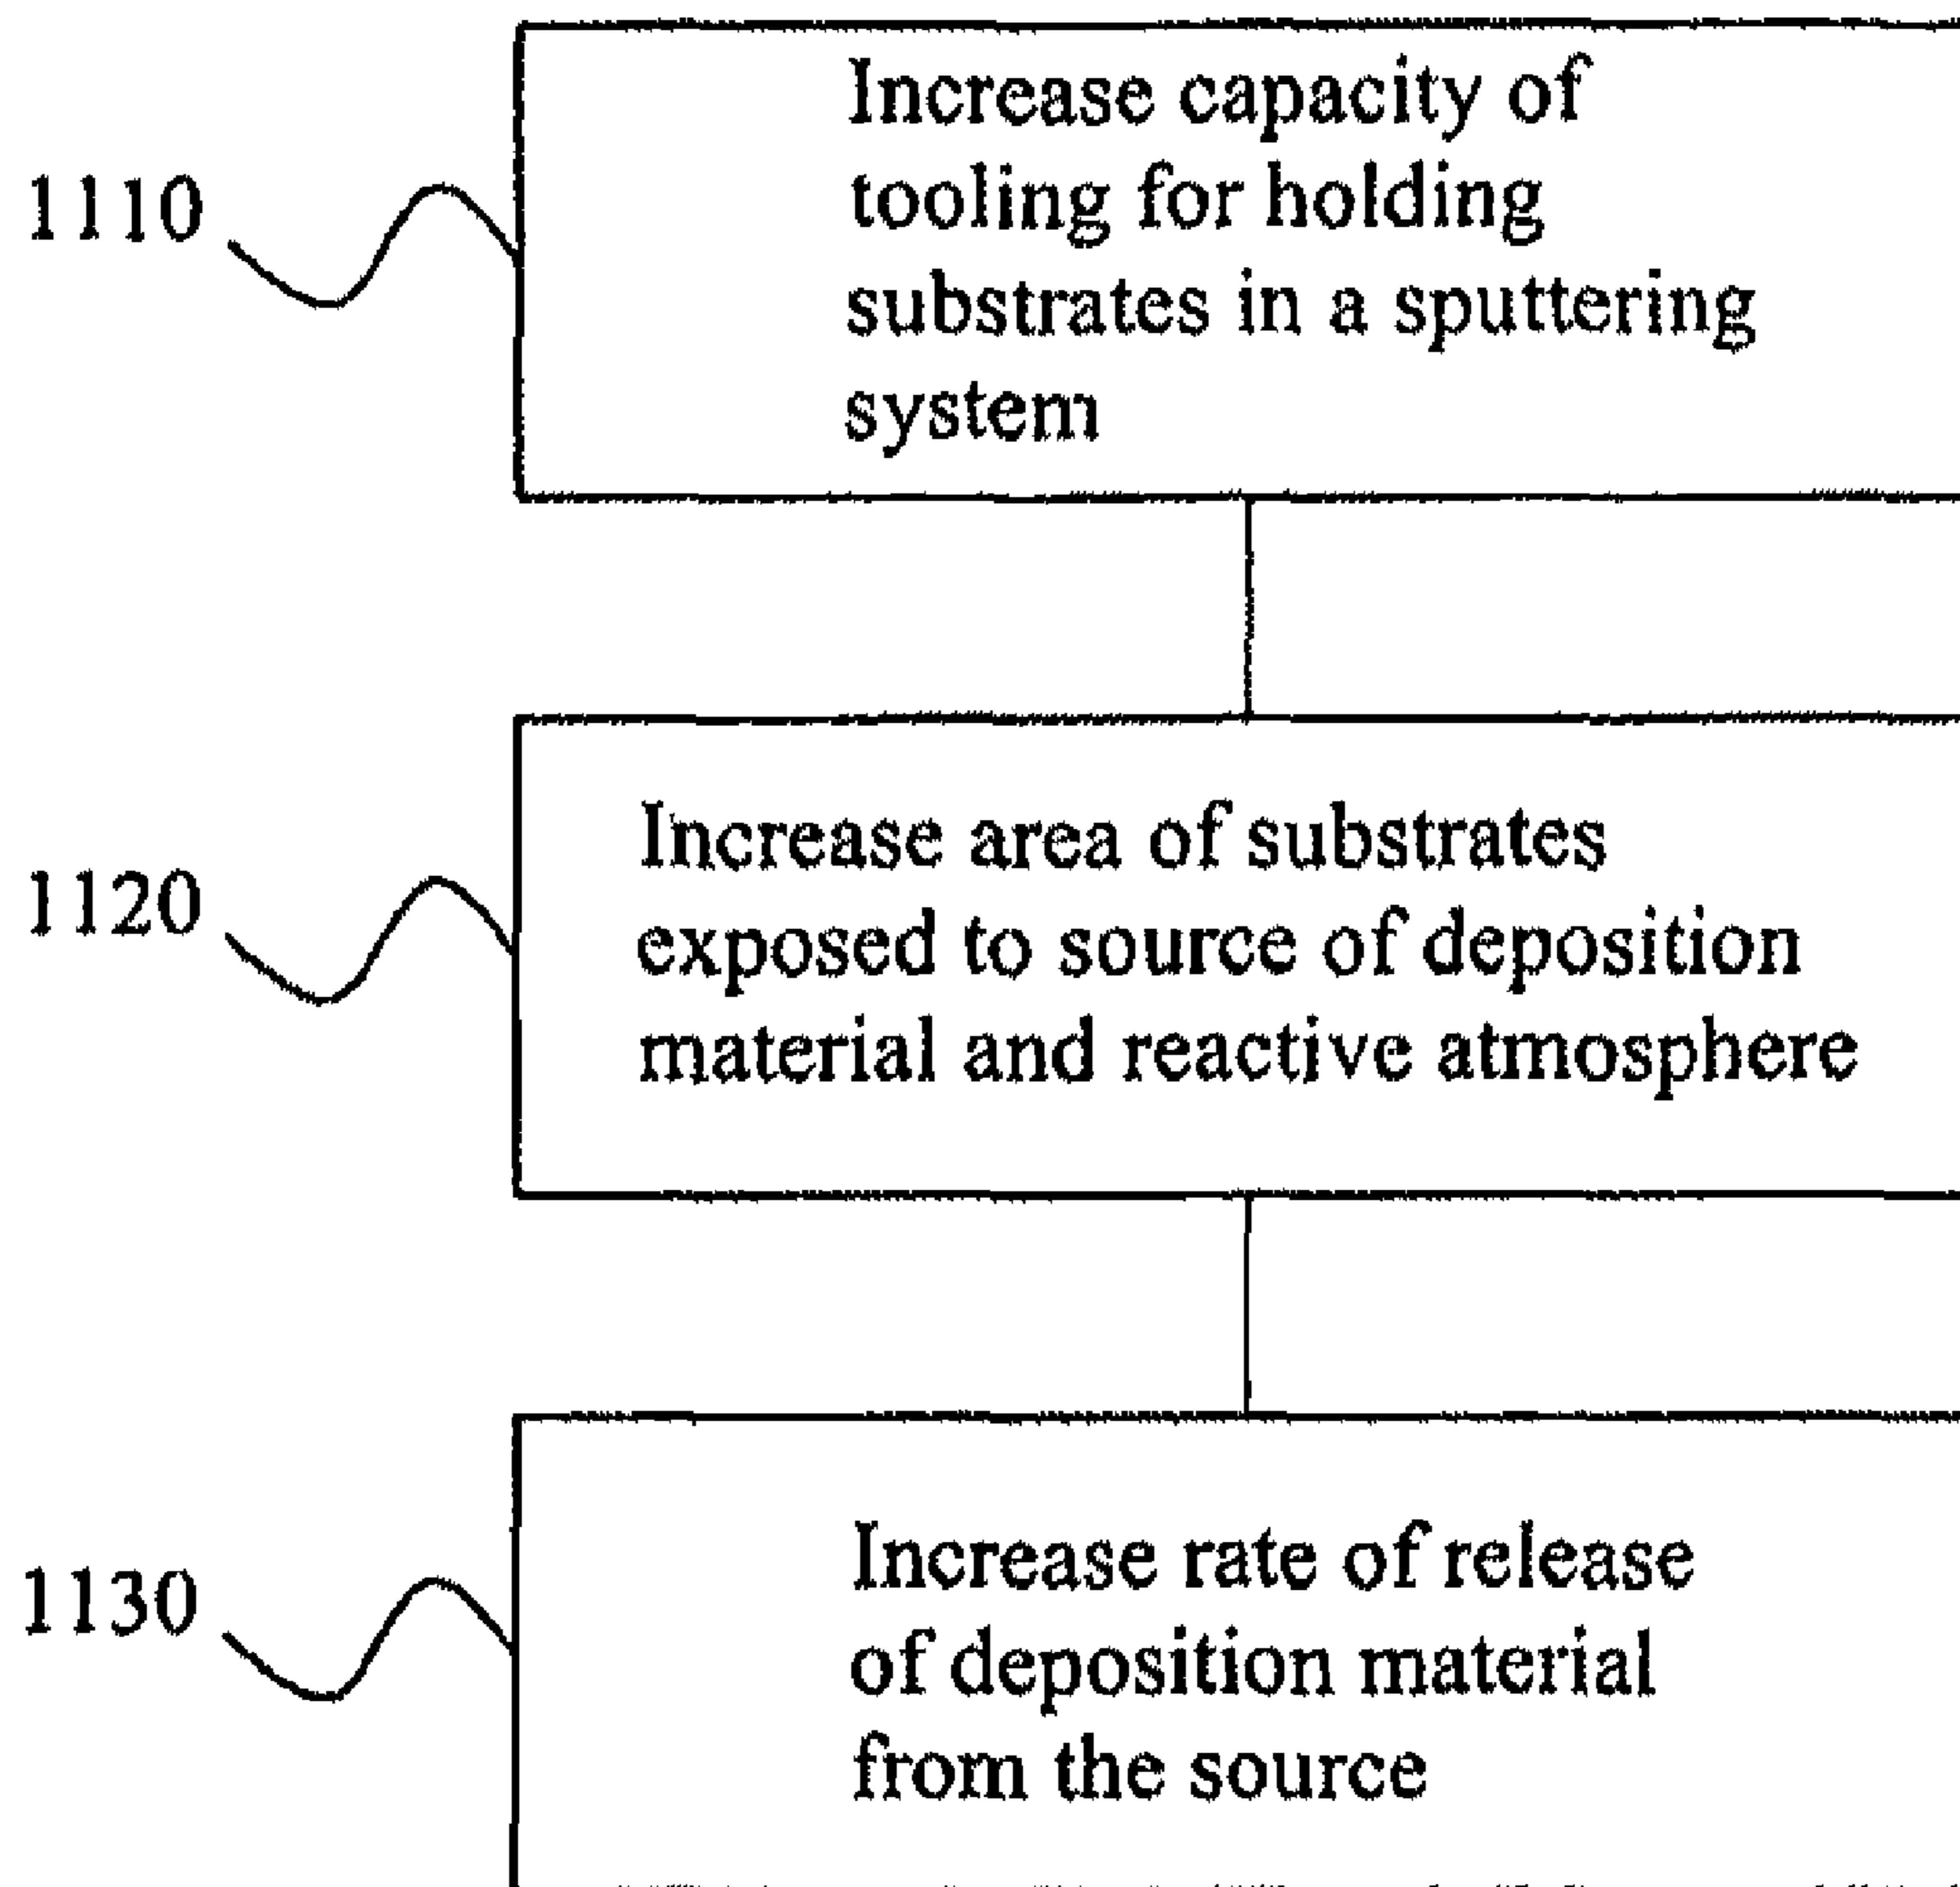 1110
Increase capacity of
tooling for holding
substrates in a sputtering
system
1120
Increase area of substrates
exposed to source of deposition
material and reactive atmosphere
1130
Increase rate of release
of deposition material
from the source